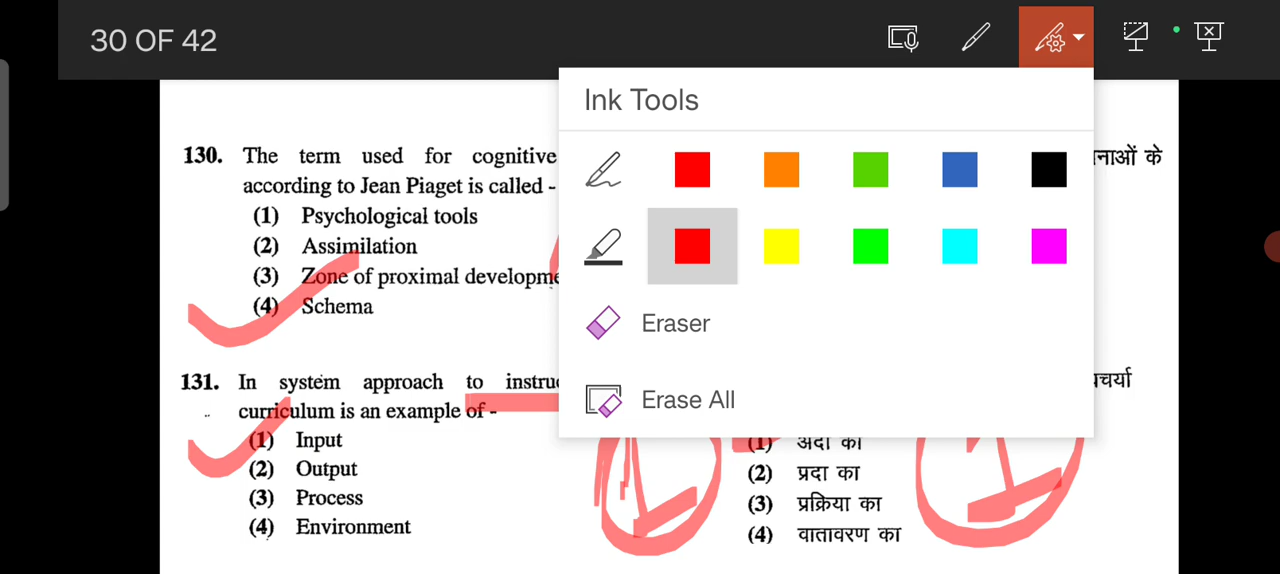 30 OF 42
Ink Tools
Eraser
Erase All
130. The term used for cognitive
according to Jean Piaget is called -
(1) Psychological tools
(2) Assimilation
(3) Zone of proximal developme
(4) Schema
131. In system approach to instru
curriculum is an example of -
(1) Input
(2) Output
(3) Process
(4) Environment
नाओं के
चर्या
(1) अदा का
(2) प्रदा का
(3) प्रक्रिया का
(4) वातावरण का